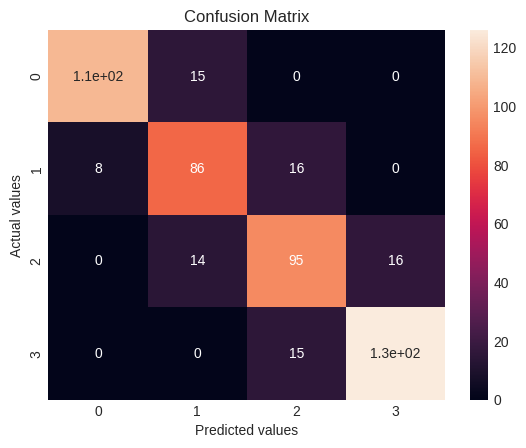 Confusion Matrix
0 1.1e+02 15 0 0
1 8 86 16 0
2 0 14 95 16
3 0 0 15 1.3e+02
0 1 2 3
Predicted values
Actual values
120
100
80
60
40
20
0